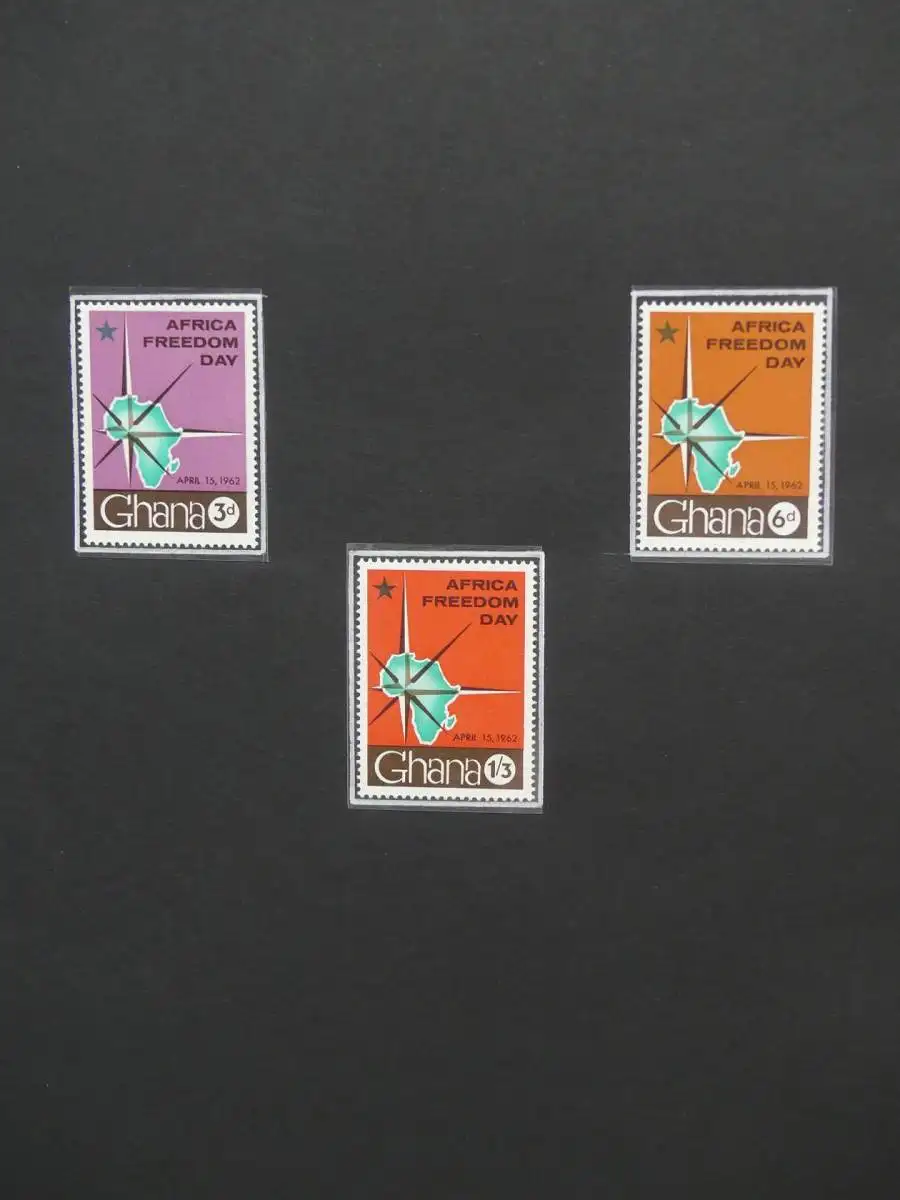 AFRICA
FREEDOM
DAY
APRIL 15, 1962
Ghana 3d
AFRICA
FREEDOM
DAY
APRIL 15, 1962
Ghana 6d
AFRICA
FREEDOM
DAY
APRIL 15, 1962
Ghana 1/3